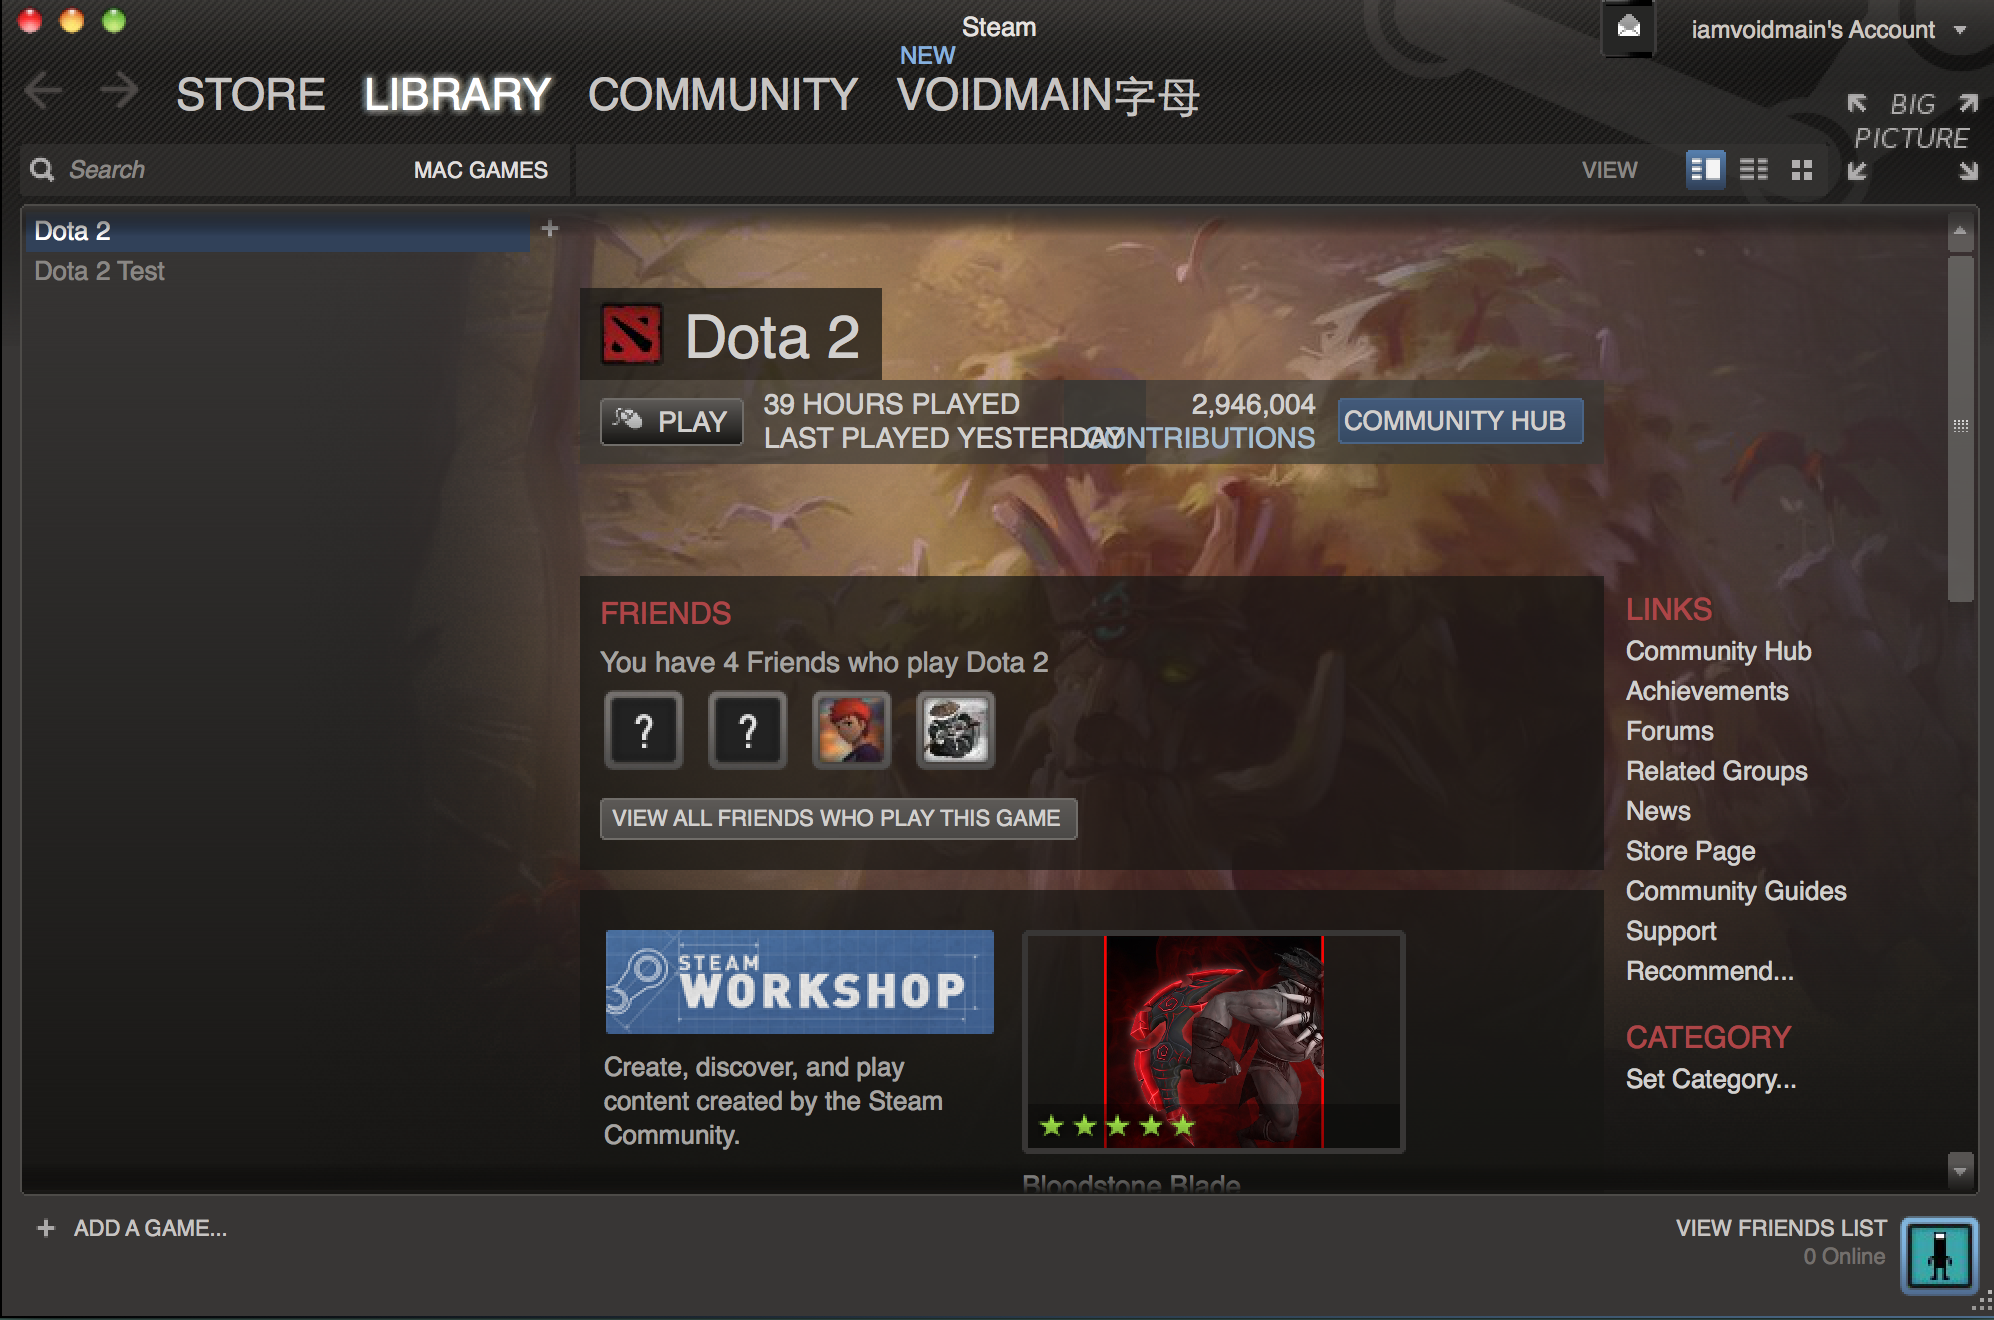 Steam
iamvoidmain's Account
NEW
STORE LIBRARY COMMUNITY VOIDMAIN字母
BIG PICTURE
Search MAC GAMES VIEW
Dota 2
Dota 2 Test
Dota 2
PLAY
39 HOURS PLAYED
LAST PLAYED YESTERDAY
2,946,004
CONTRIBUTIONS
COMMUNITY HUB
FRIENDS
You have 4 Friends who play Dota 2
? ?
VIEW ALL FRIENDS WHO PLAY THIS GAME
STEAM
WORKSHOP
Create, discover, and play
content created by the Steam
Community.
Bloodstone Blade
LINKS
Community Hub
Achievements
Forums
Related Groups
News
Store Page
Community Guides
Support
Recommend...
CATEGORY
Set Category...
+ ADD A GAME...
VIEW FRIENDS LIST
0 Online